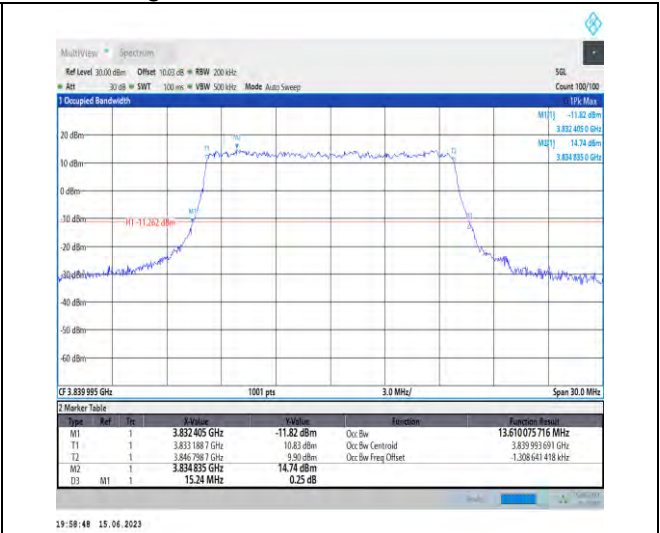 MultiView Spectrum
Ref Level 30.00 dBm Offset 10.03 dB RBW 200 kHz SGL
Att 30 dB SWT 100 ms VBW 500 kHz Mode Auto Sweep Count 100/100
1 Occupied Bandwidth 1Pk Max
M1[1] -11.82 dBm
3.832 405 0 GHz
M2[1] 14.74 dBm
3.834 835 0 GHz
20 dBm
10 dBm
0 dBm
-10 dBm
H1 -11.262 dBm
-20 dBm
-30 dBm
-40 dBm
-50 dBm
-60 dBm
T1
M2
T2
M1
CF 3.839 995 GHz 1001 pts 3.0 MHz/ Span 30.0 MHz
2 Marker Table
Type Ref Trc X-Value Y-Value Function Function Result
M1 1 3.832 405 GHz -11.82 dBm Occ Bw 13.610 075 716 MHz
T1 1 3.833 188 7 GHz 10.83 dBm Occ Bw Centroid 3.839 993 691 GHz
T2 1 3.846 798 7 GHz 9.90 dBm Occ Bw Freq Offset -1.308 641 418 kHz
M2 1 3.834 835 GHz 14.74 dBm
D3 M1 1 15.24 MHz 0.25 dB
19:58:48 15.06.2023